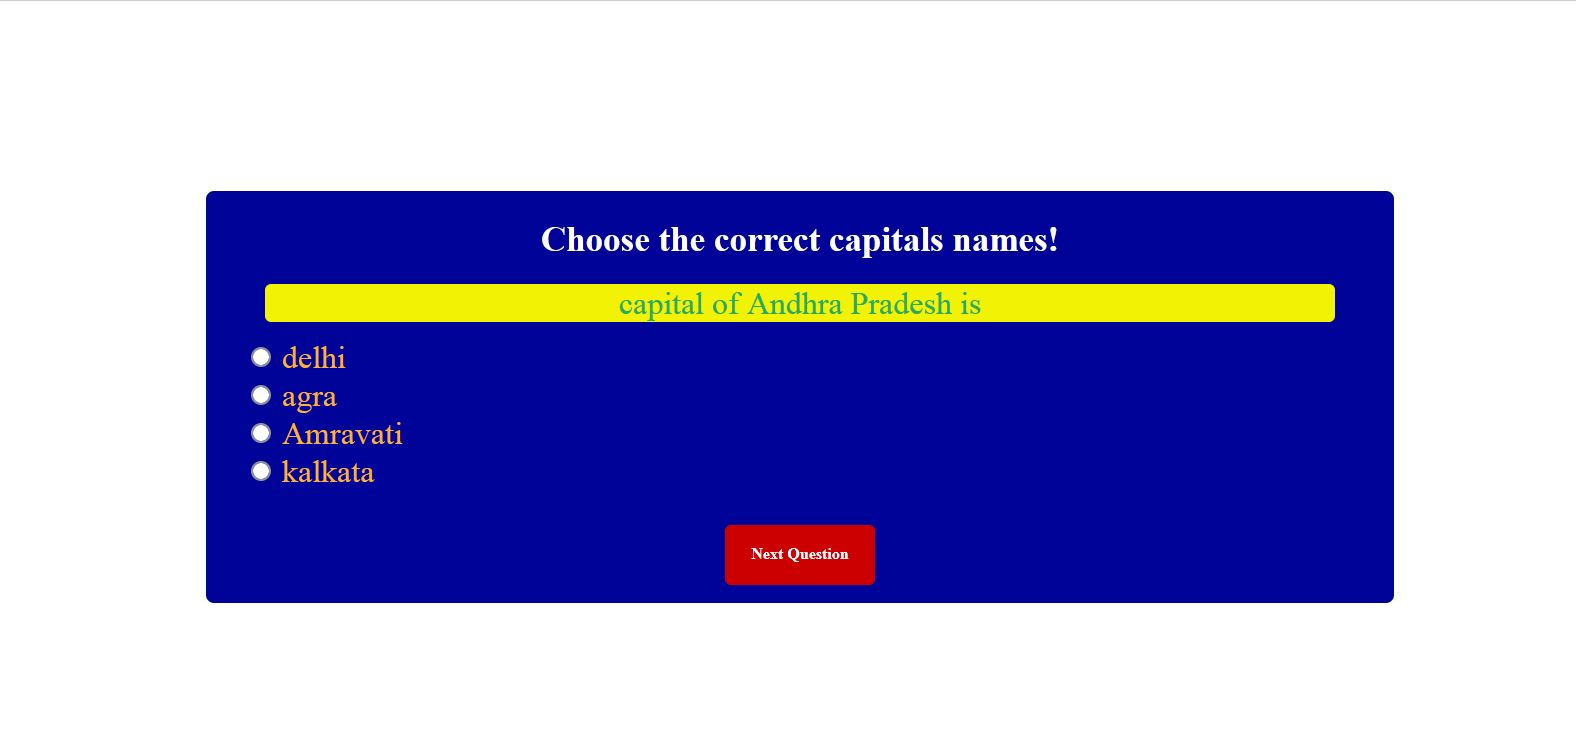 Choose the correct capitals names!
capital of Andhra Pradesh is
delhi
agra
Amravati
kalkata
Next Question